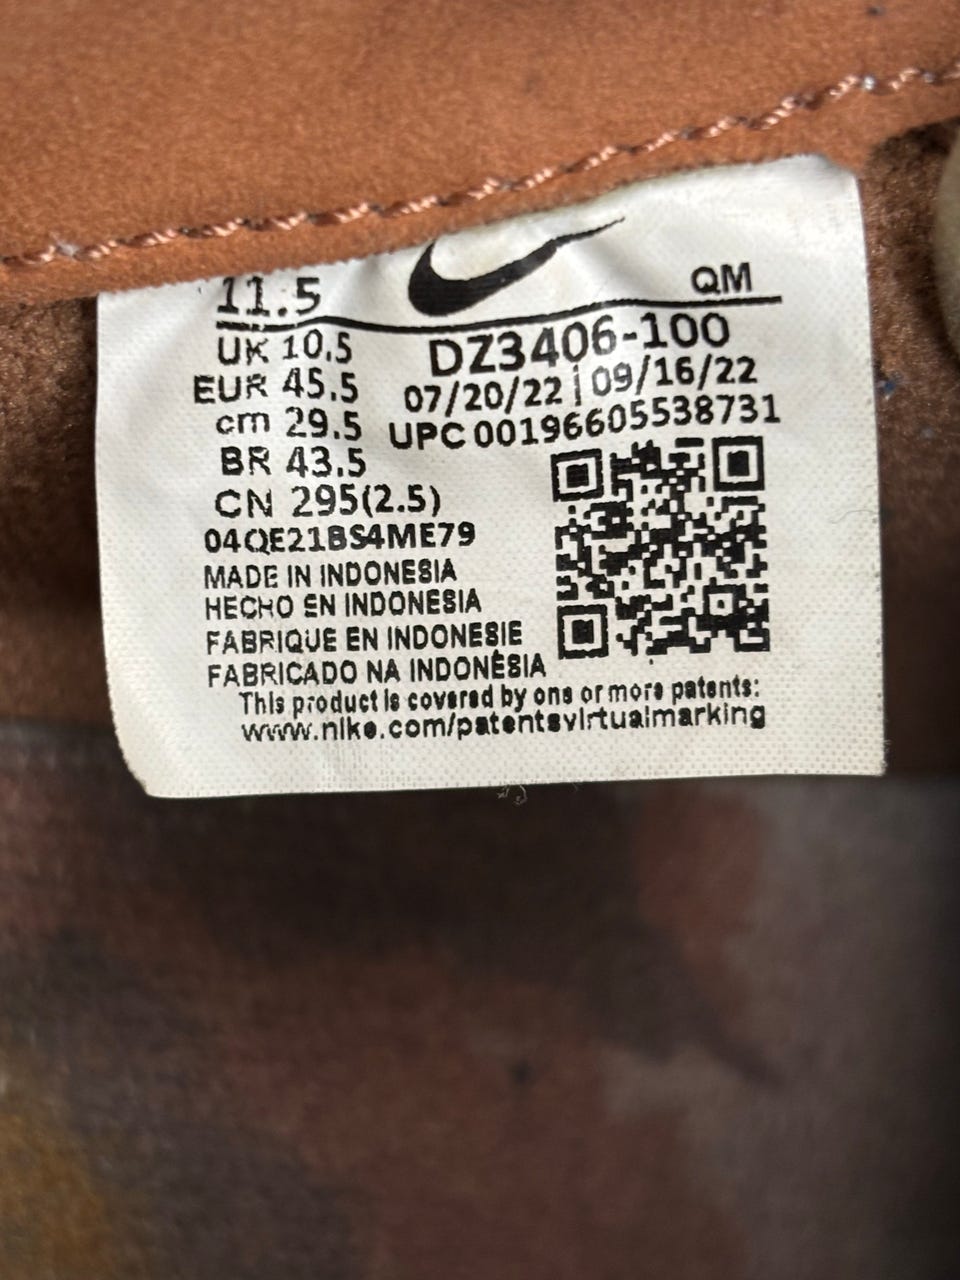 11.5
QM
UK 10.5
EUR 45.5
cm 29.5
BR 43.5
CN 295(2.5)
DZ3406-100
07/20/22 | 09/16/22
UPC 00196605538731
04QE21BS4ME79
MADE IN INDONESIA
HECHO EN INDONESIA
FABRIQUE EN INDONESIE
FABRICADO NA INDONÉSIA
This product is covered by one or more patents:
www.nike.com/patentsvirtualmarking